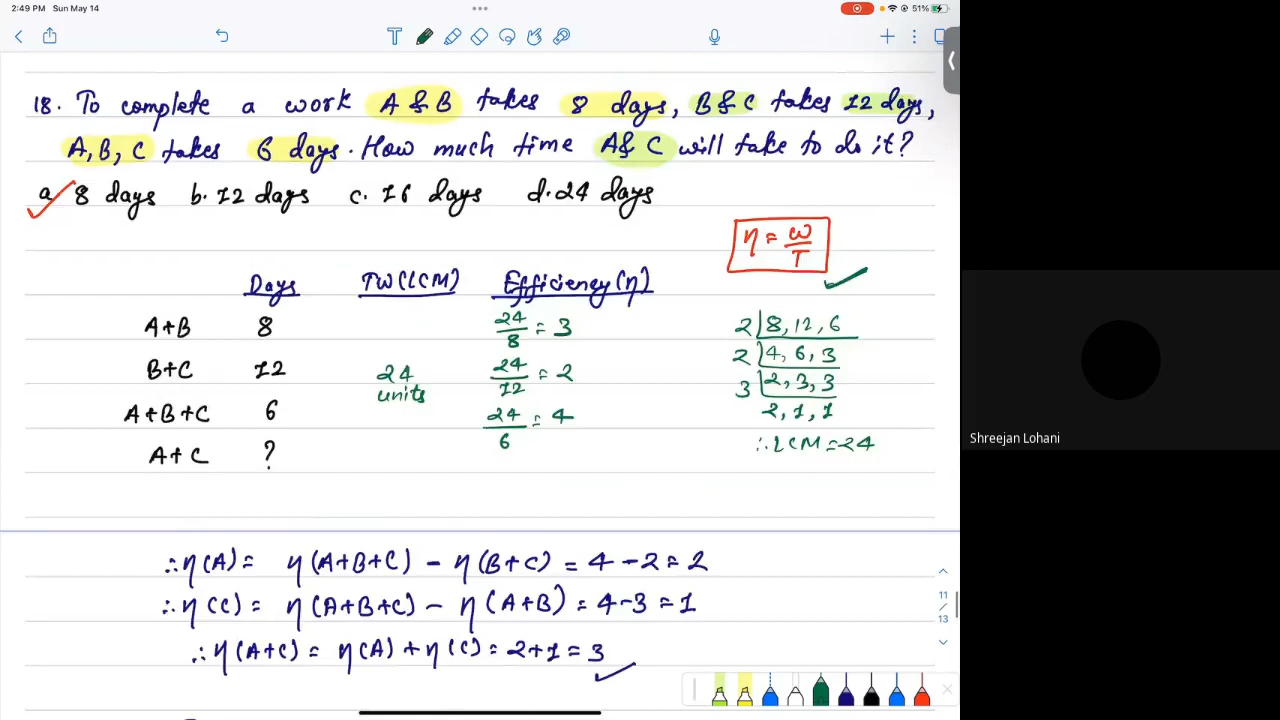 2:49 PM Sun May 14
51%
18. To complete a work A & B takes 8 days, B & C takes 12 days,
A, B, C takes 6 days. How much time A & C will take to do it?
a. 8 days b. 12 days c. 16 days d. 24 days
η = w/T
Days TW(LCM) Efficiency(η)
A+B 8 24/8 = 3 2 | 8, 12, 6
B+C 12 24 units 24/12 = 2 2 | 4, 6, 3
A+B+C 6 24/6 = 4 3 | 2, 3, 3
2, 1, 1
A+C ? ∴ LCM = 24
∴ η(A) = η(A+B+C) - η(B+C) = 4 - 2 = 2
∴ η(C) = η(A+B+C) - η(A+B) = 4 - 3 = 1
∴ η(A+C) = η(A) + η(C) = 2 + 1 = 3
11 / 13
Shreejan Lohani